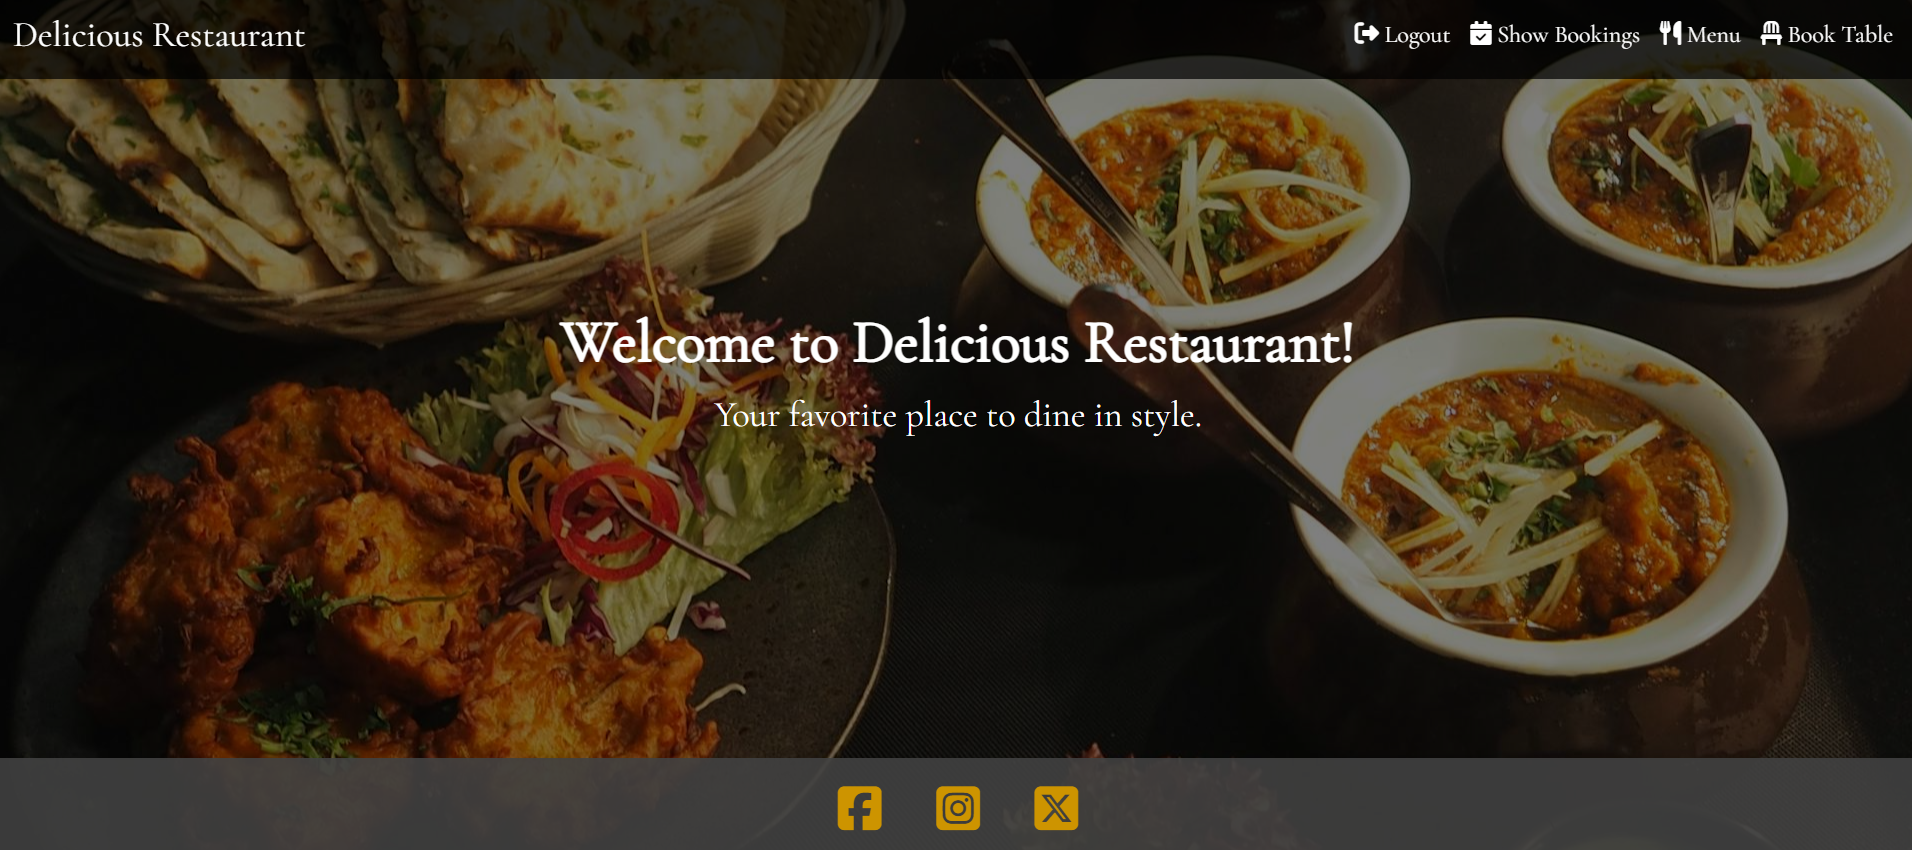 Delicious Restaurant
Logout Show Bookings Menu Book Table
Welcome to Delicious Restaurant!
Your favorite place to dine in style.